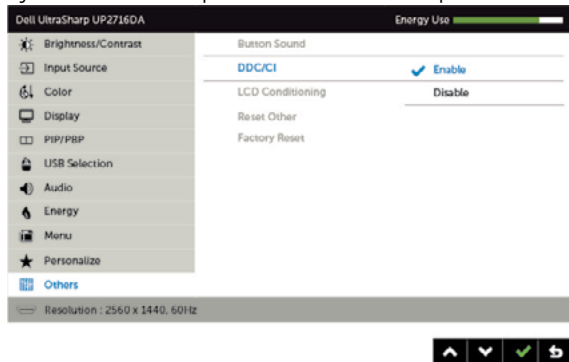 Dell UltraSharp UP2716DA
Energy Use
Brightness/Contrast
Button Sound
Input Source
DDC/CI
Enable
Color
LCD Conditioning
Disable
Display
Reset Other
PIP/PBP
Factory Reset
USB Selection
Audio
Energy
Menu
Personalize
Others
Resolution : 2560 x 1440, 60Hz